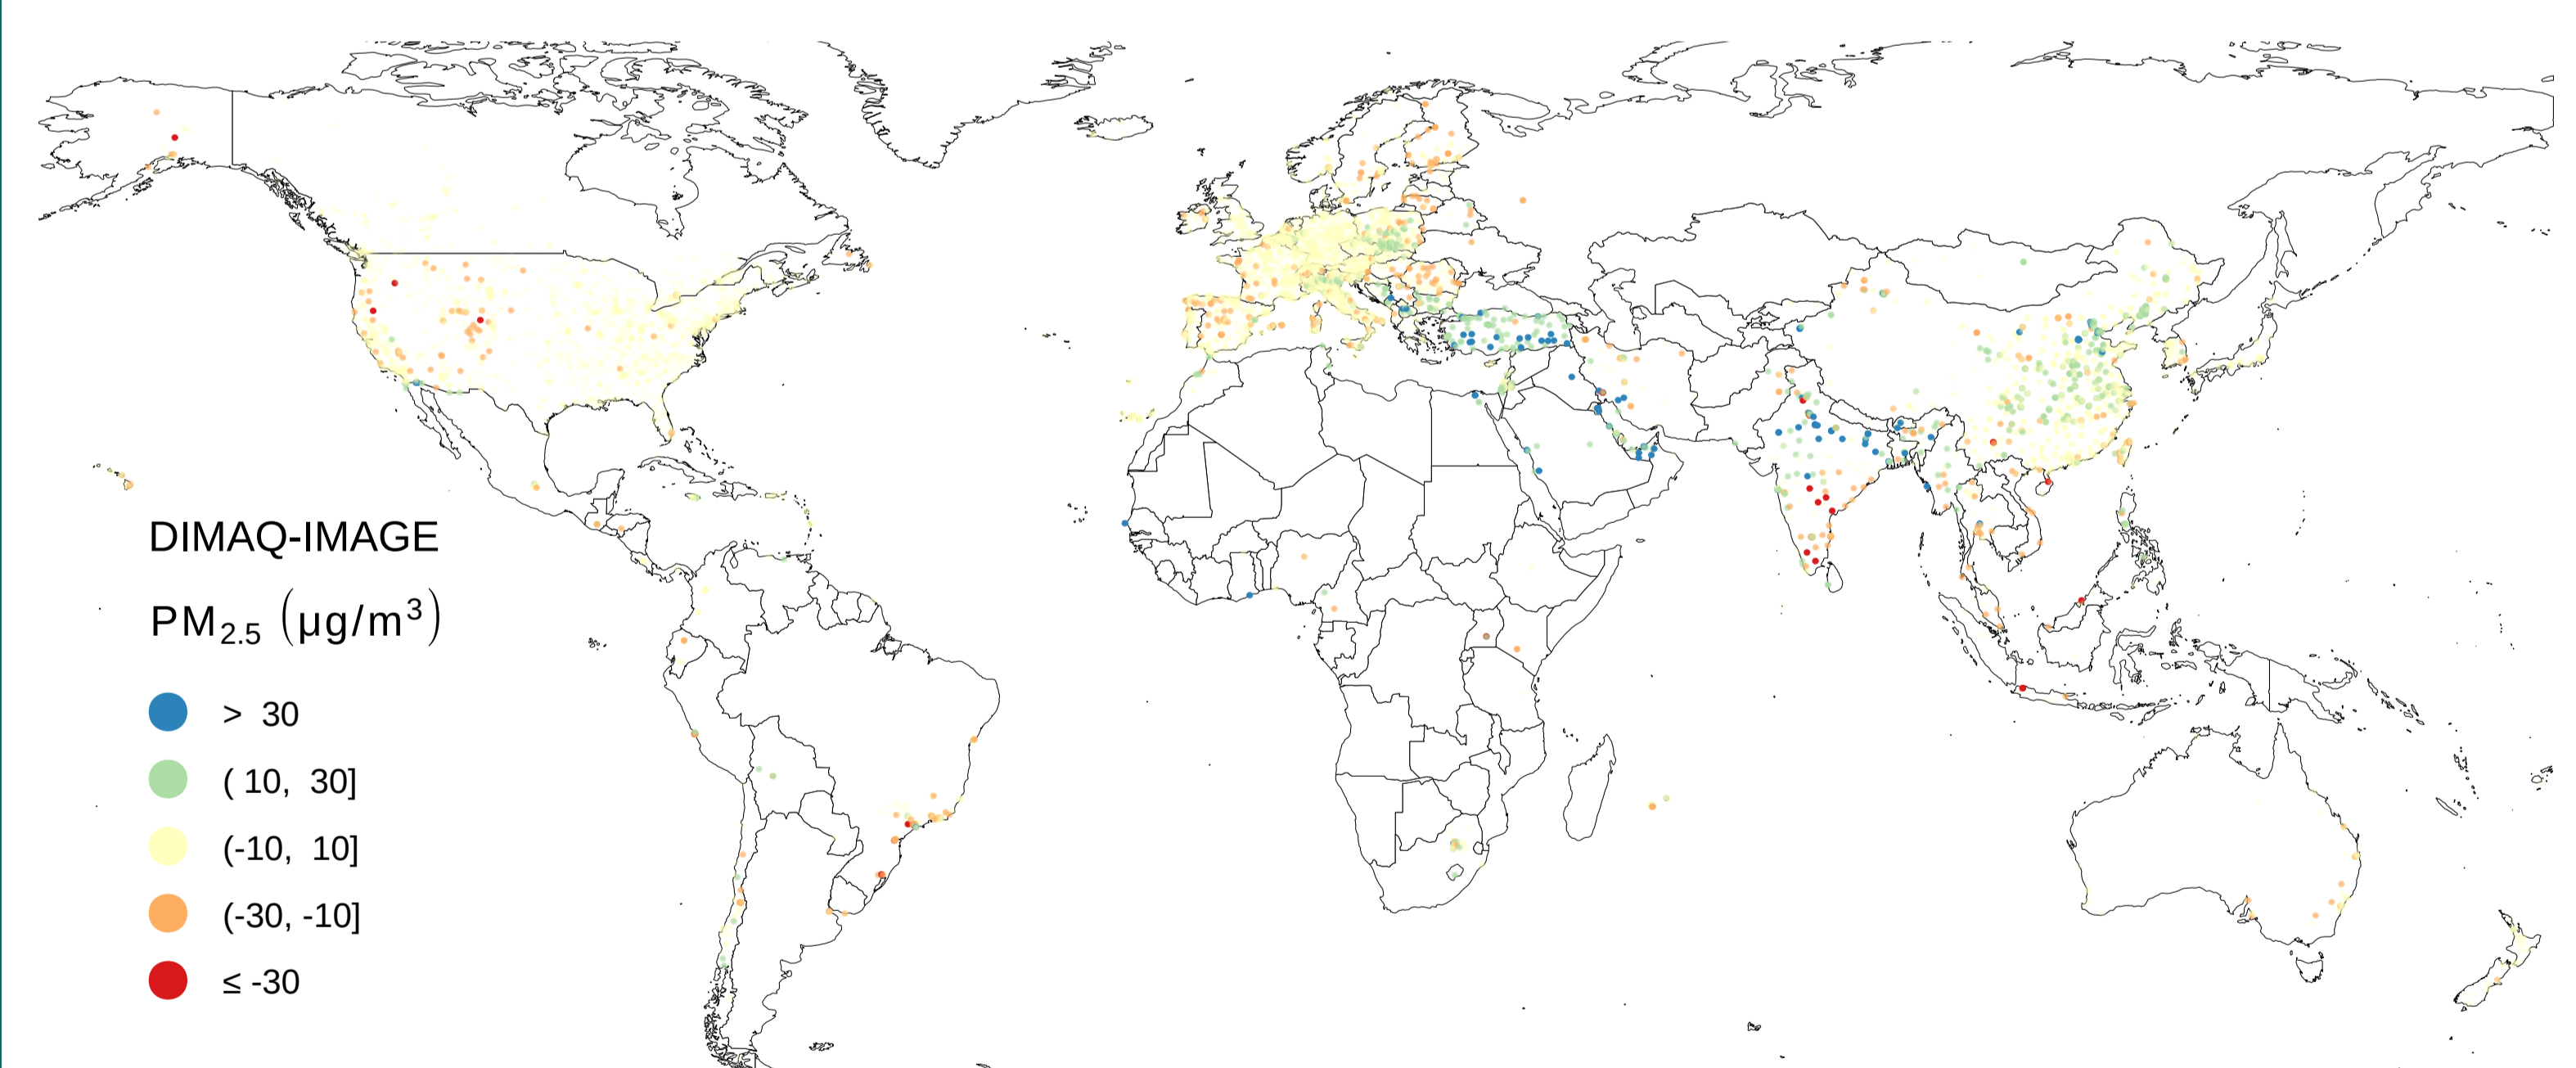 DIMAQ-IMAGE
PM₂.₅ (μg/m³)
> 30
( 10, 30]
(-10, 10]
(-30, -10]
≤ -30